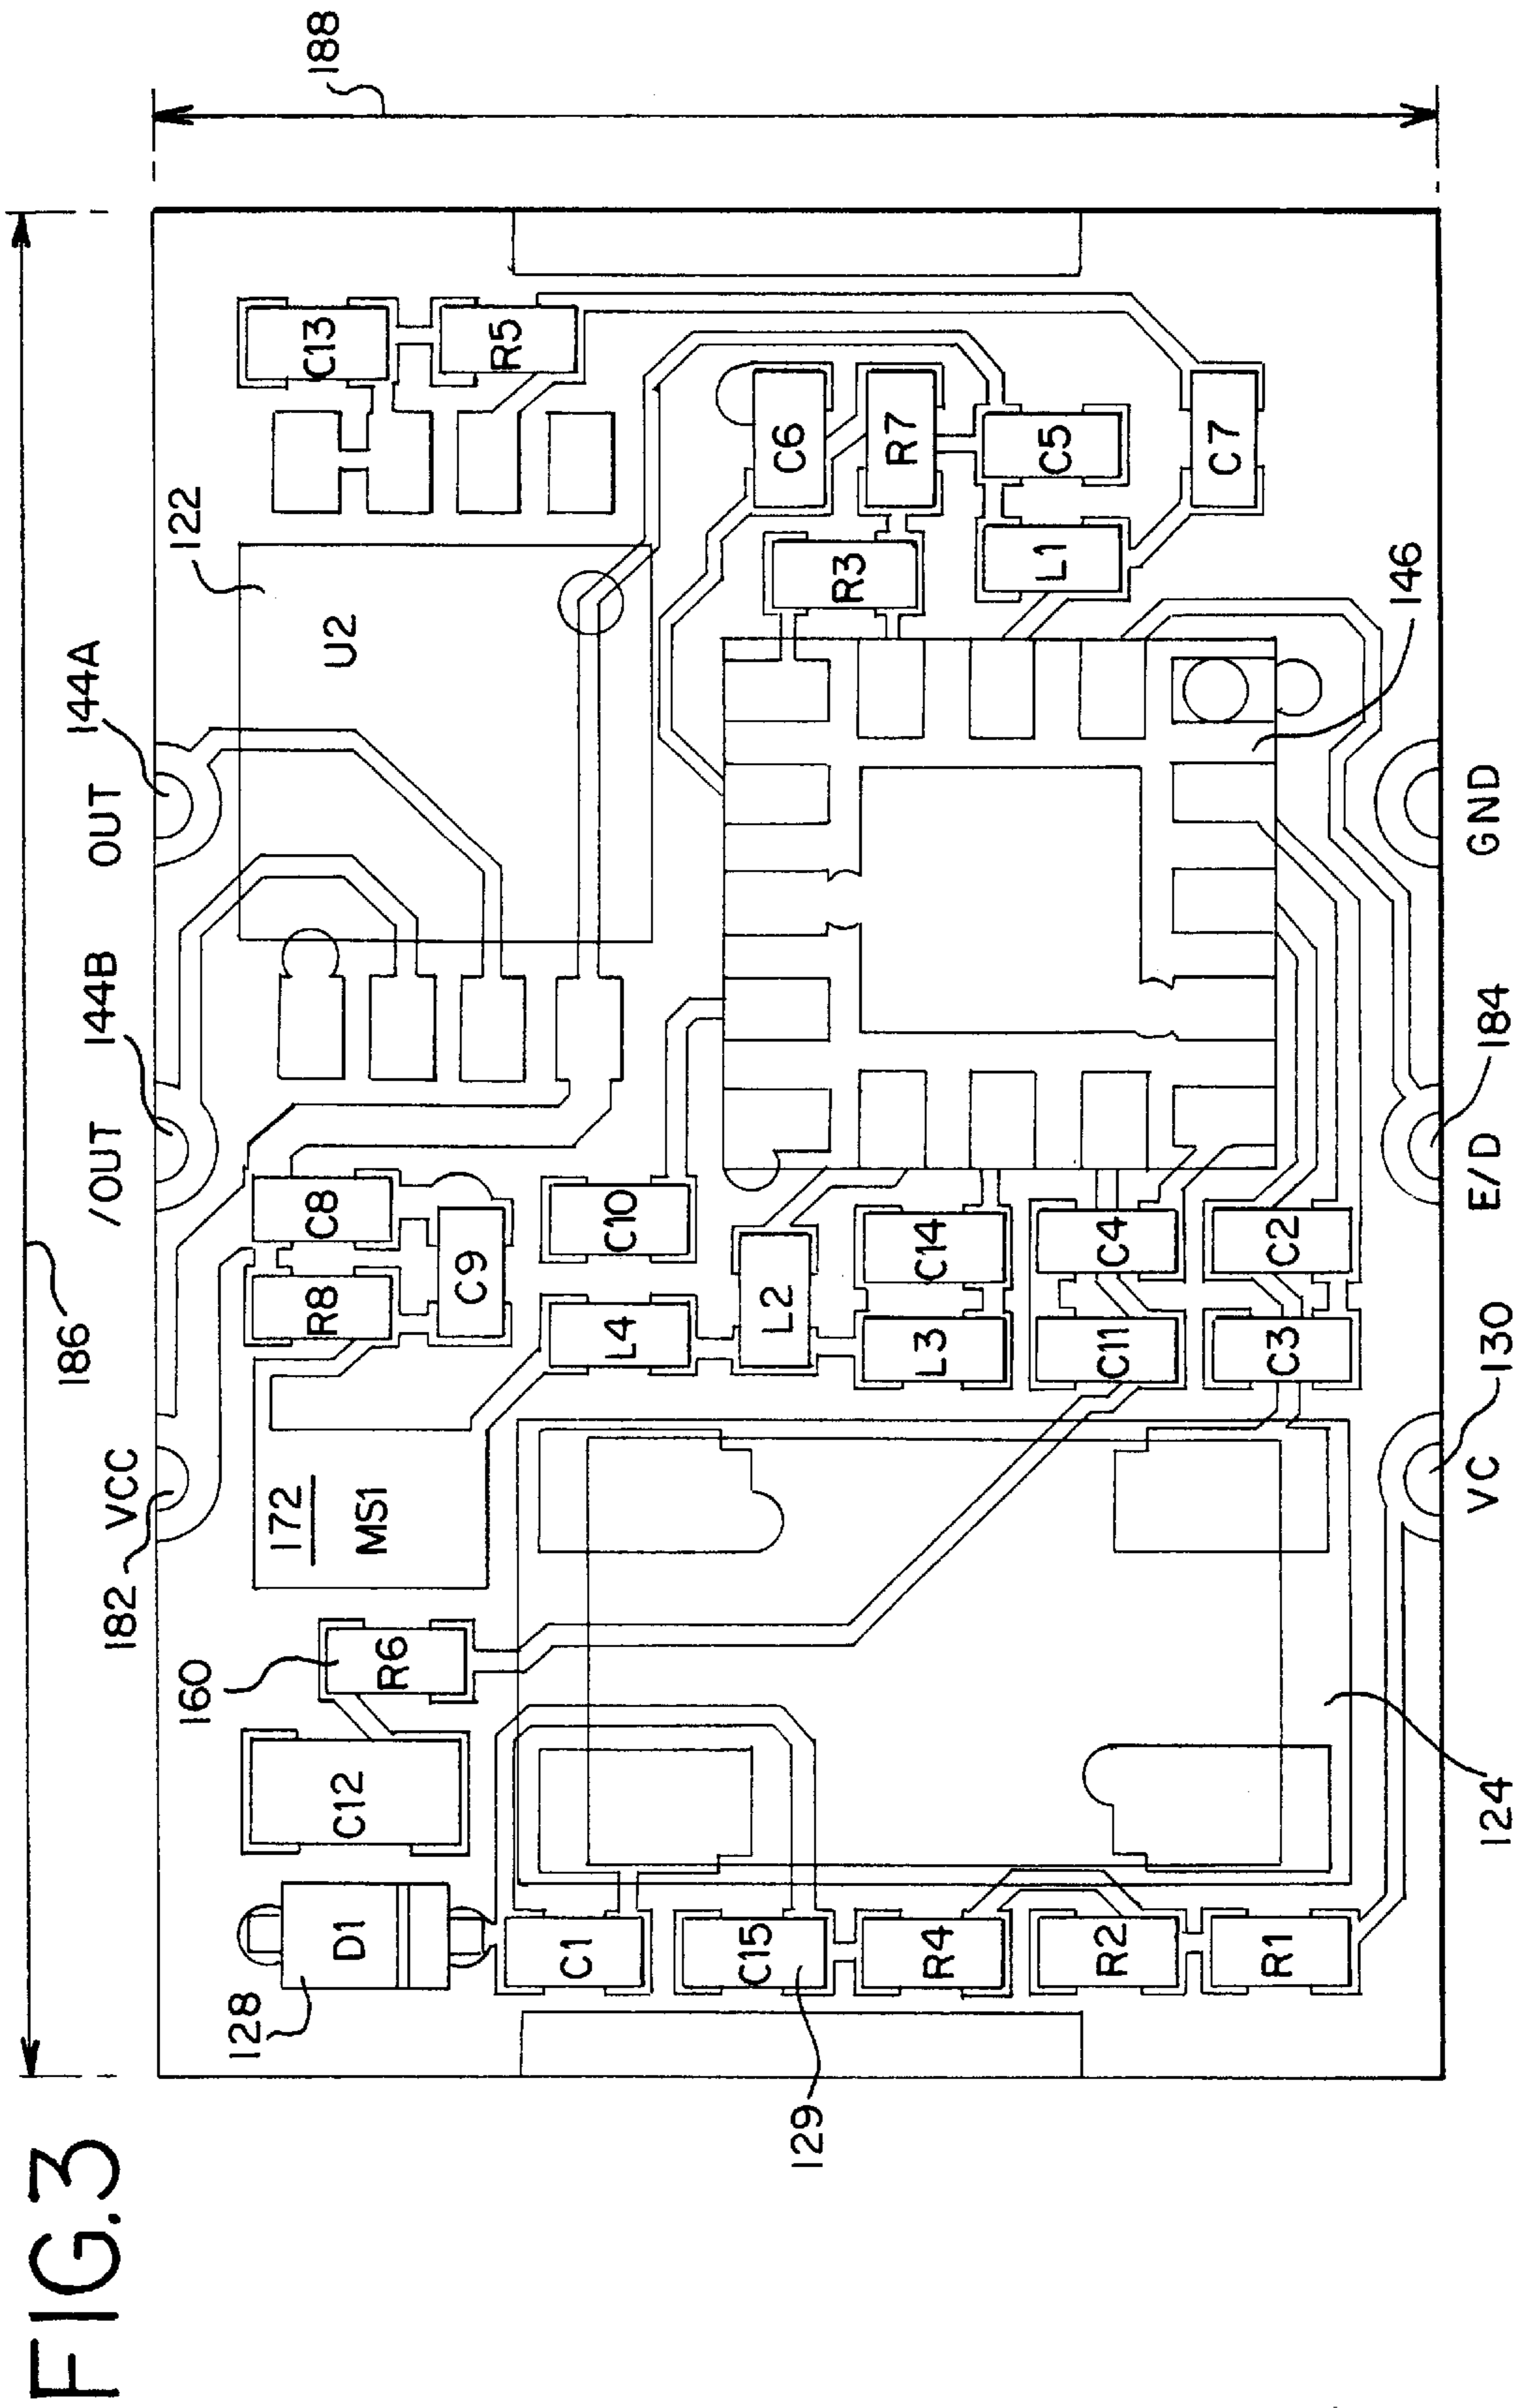 FIG.3
186
188
182
VCC
/OUT
144B
OUT
144A
122
128
D1
C12
160
R6
172
MS1
R8
C8
C9
U2
C13
R5
C1
C15
129
R4
R2
R1
L4
C10
L2
L3
C14
C11
C4
C3
C2
R3
C6
R7
L1
C5
C7
146
124
VC
130
E/D
184
GND